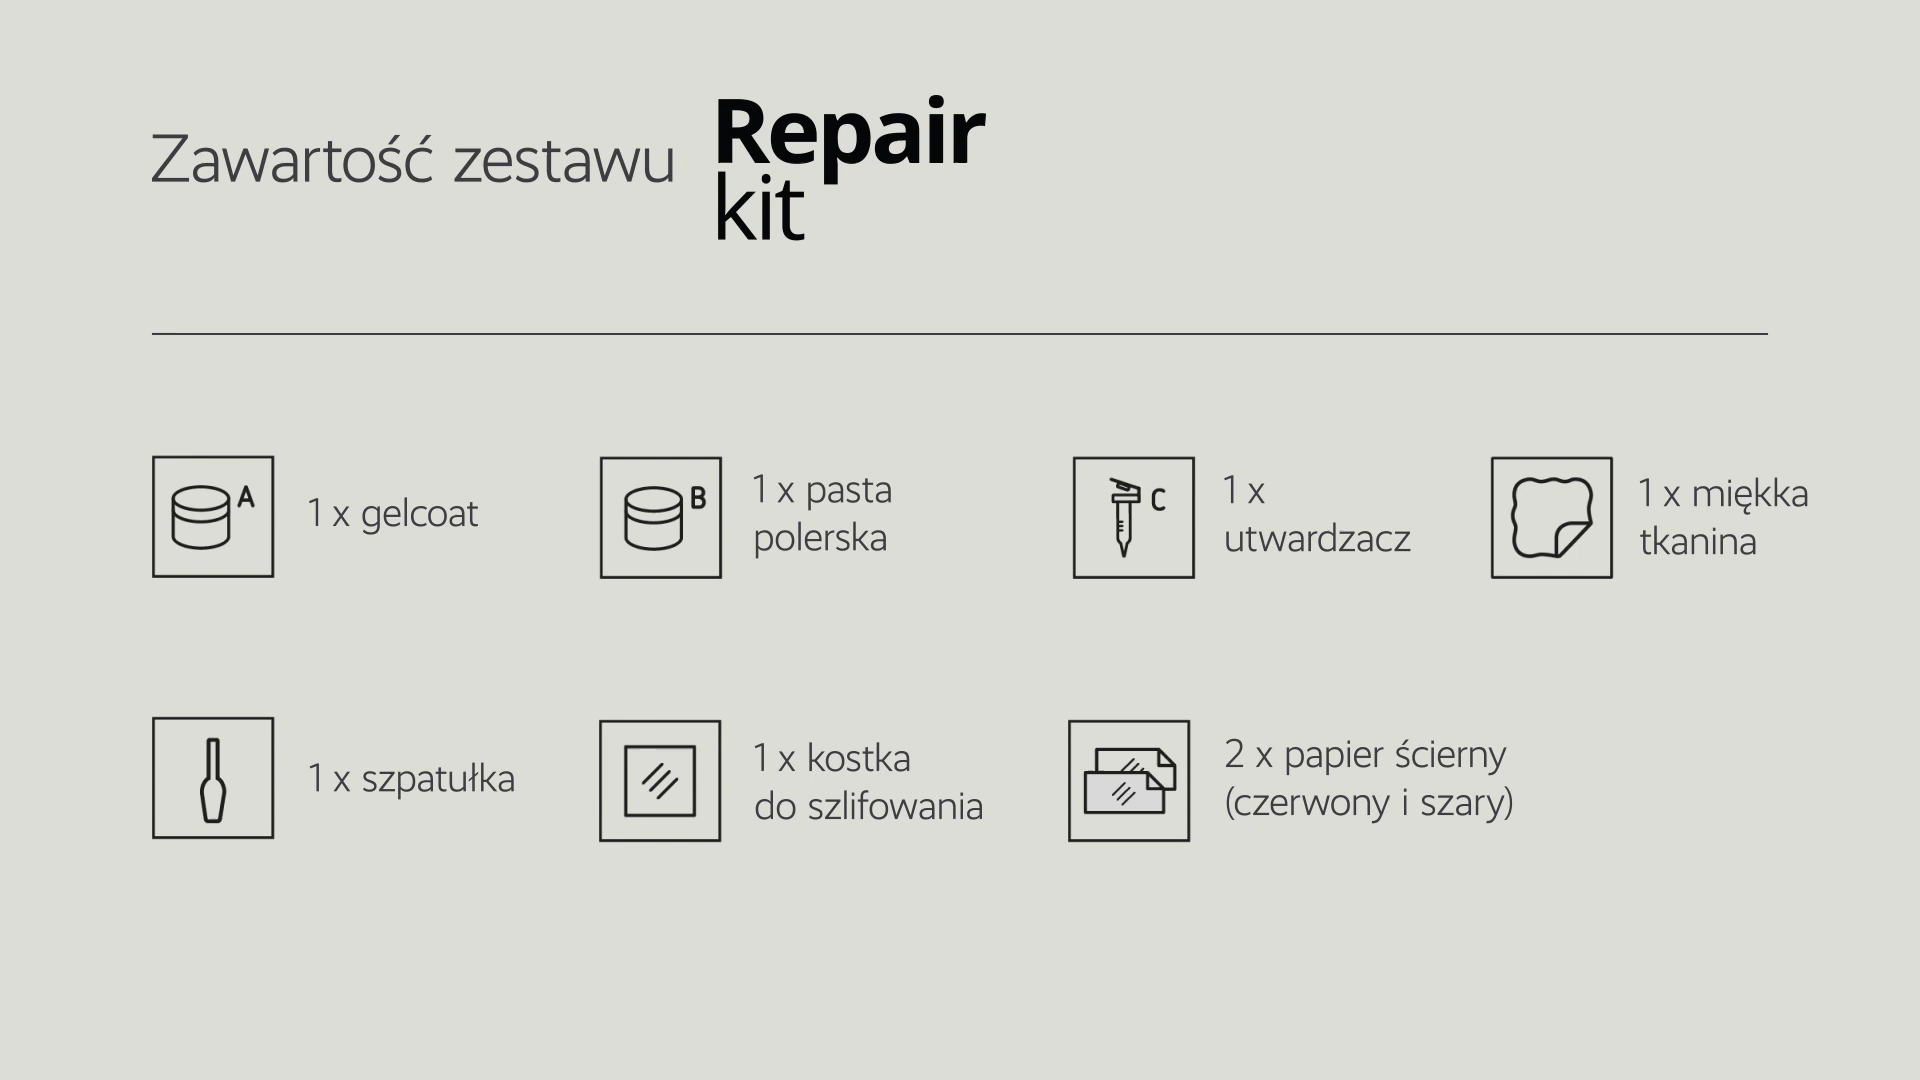 Zawartość zestawu
Repair
kit
A
1 x gelcoat
B
1 x pasta
polerska
C
1 x
utwardzacz
1 x miękka
tkanina
1 x szpatułka
1 x kostka
do szlifowania
2 x papier ścierny
(czerwony i szary)